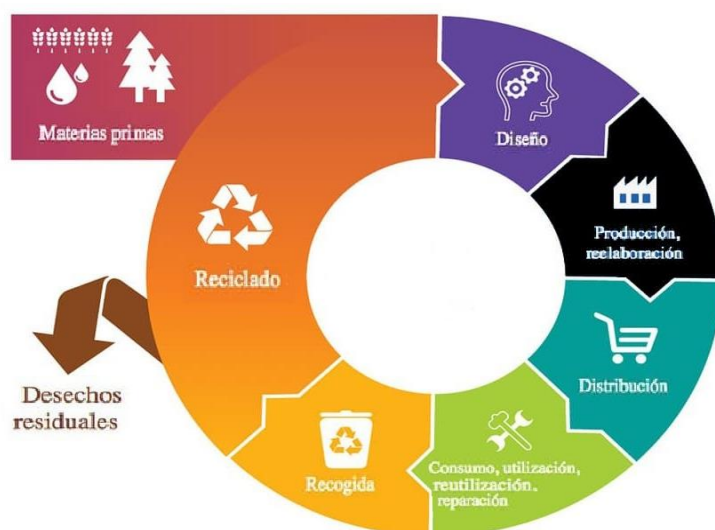 Materias primas
Diseño
Producción,
reelaboración
Distribución
Consumo, utilización,
reutilización.
reparación
Recogida
Reciclado
Desechos
residuales